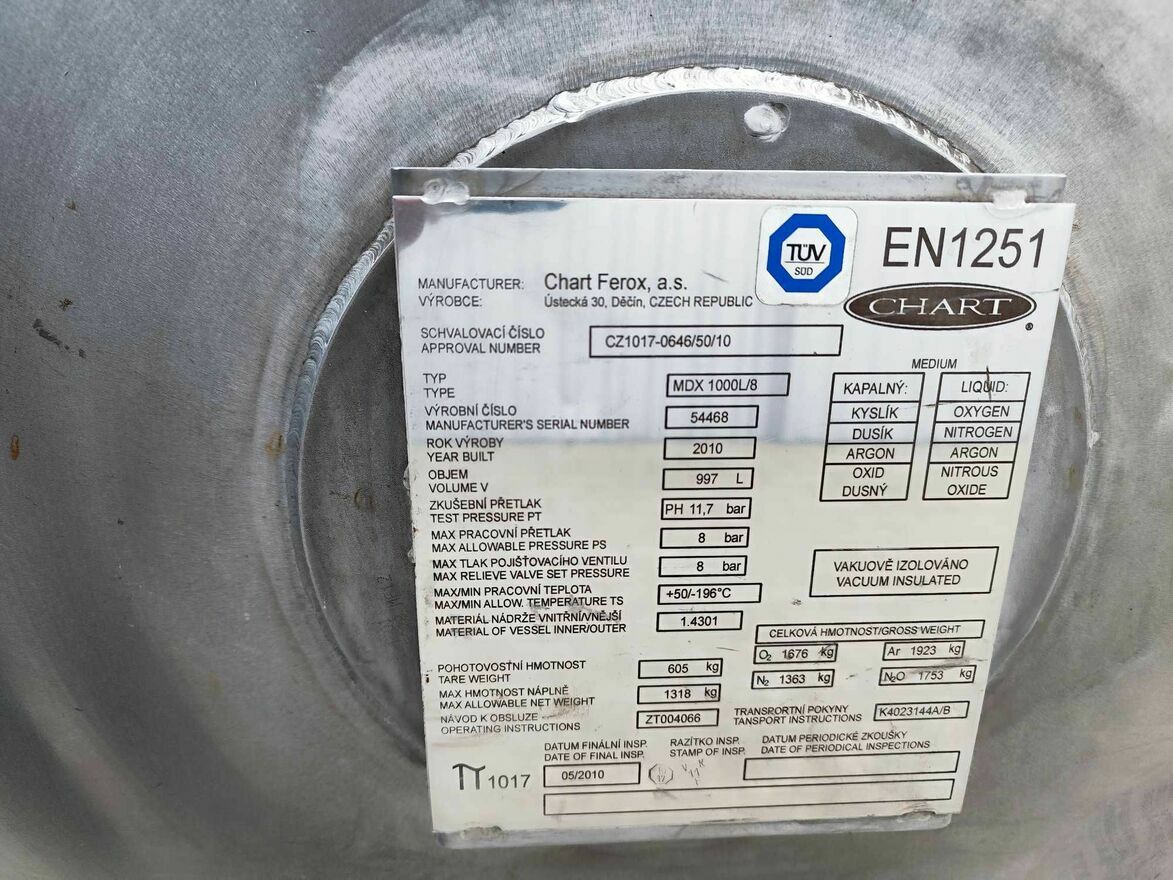 TÜV
SÜD
EN1251
MANUFACTURER: Chart Ferox, a.s.
VÝROBCE: Ústecká 30, Děčín, CZECH REPUBLIC
CHART
®
SCHVALOVACÍ ČÍSLO
APPROVAL NUMBER
CZ1017-0646/50/10
TYP
TYPE
MDX 1000L/8
VÝROBNÍ ČÍSLO
MANUFACTURER'S SERIAL NUMBER
54468
ROK VÝROBY
YEAR BUILT
2010
OBJEM
VOLUME V
997 L
ZKUŠEBNÍ PŘETLAK
TEST PRESSURE PT
PH 11,7 bar
MAX PRACOVNÍ PŘETLAK
MAX ALLOWABLE PRESSURE PS
8 bar
MAX TLAK POJIŠŤOVACÍHO VENTILU
MAX RELIEVE VALVE SET PRESSURE
8 bar
MAX/MIN PRACOVNÍ TEPLOTA
MAX/MIN ALLOW. TEMPERATURE TS
+50/-196°C
MATERIÁL NÁDRŽE VNITŘNÍ/VNĚJŠÍ
MATERIAL OF VESSEL INNER/OUTER
1.4301
MEDIUM
KAPALNÝ:
KYSLÍK
DUSÍK
ARGON
OXID
DUSNÝ
LIQUID:
OXYGEN
NITROGEN
ARGON
NITROUS
OXIDE
VAKUOVĚ IZOLOVÁNO
VACUUM INSULATED
CELKOVÁ HMOTNOST/GROSS WEIGHT
O2 1676 kg
Ar 1923 kg
N2 1363 kg
N2O 1753 kg
POHOTOVOSTNÍ HMOTNOST
TARE WEIGHT
605 kg
MAX HMOTNOST NÁPLNĚ
MAX ALLOWABLE NET WEIGHT
1318 kg
NÁVOD K OBSLUZE
OPERATING INSTRUCTIONS
ZT004066
TRANSPORTNÍ POKYNY
TANSPORT INSTRUCTIONS
K4023144A/B
DATUM FINÁLNÍ INSP.
DATE OF FINAL INSP.
05/2010
RAZÍTKO INSP.
STAMP OF INSP.
DATUM PERIODICKÉ ZKOUŠKY
DATE OF PERIODICAL INSPECTIONS
1017